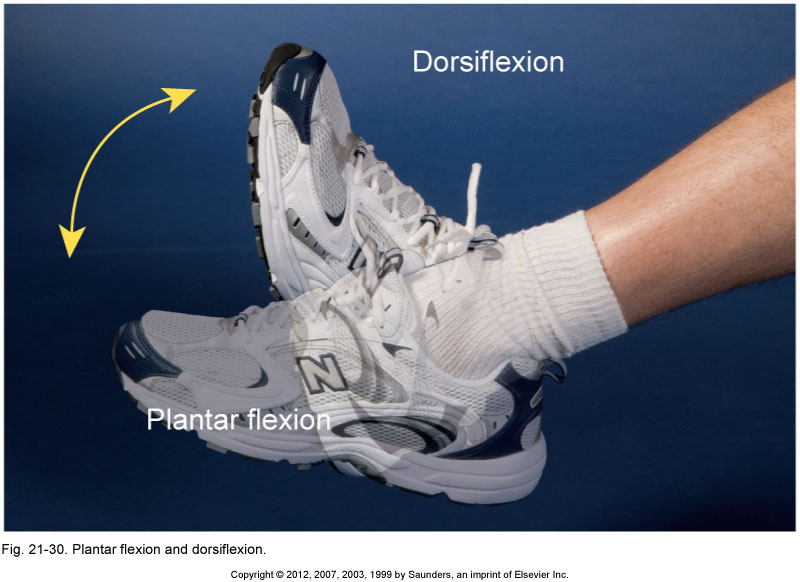 Dorsiflexion
Plantar flexion
N
Fig. 21-30. Plantar flexion and dorsiflexion.
Copyright © 2012, 2007, 2003, 1999 by Saunders, an imprint of Elsevier Inc.